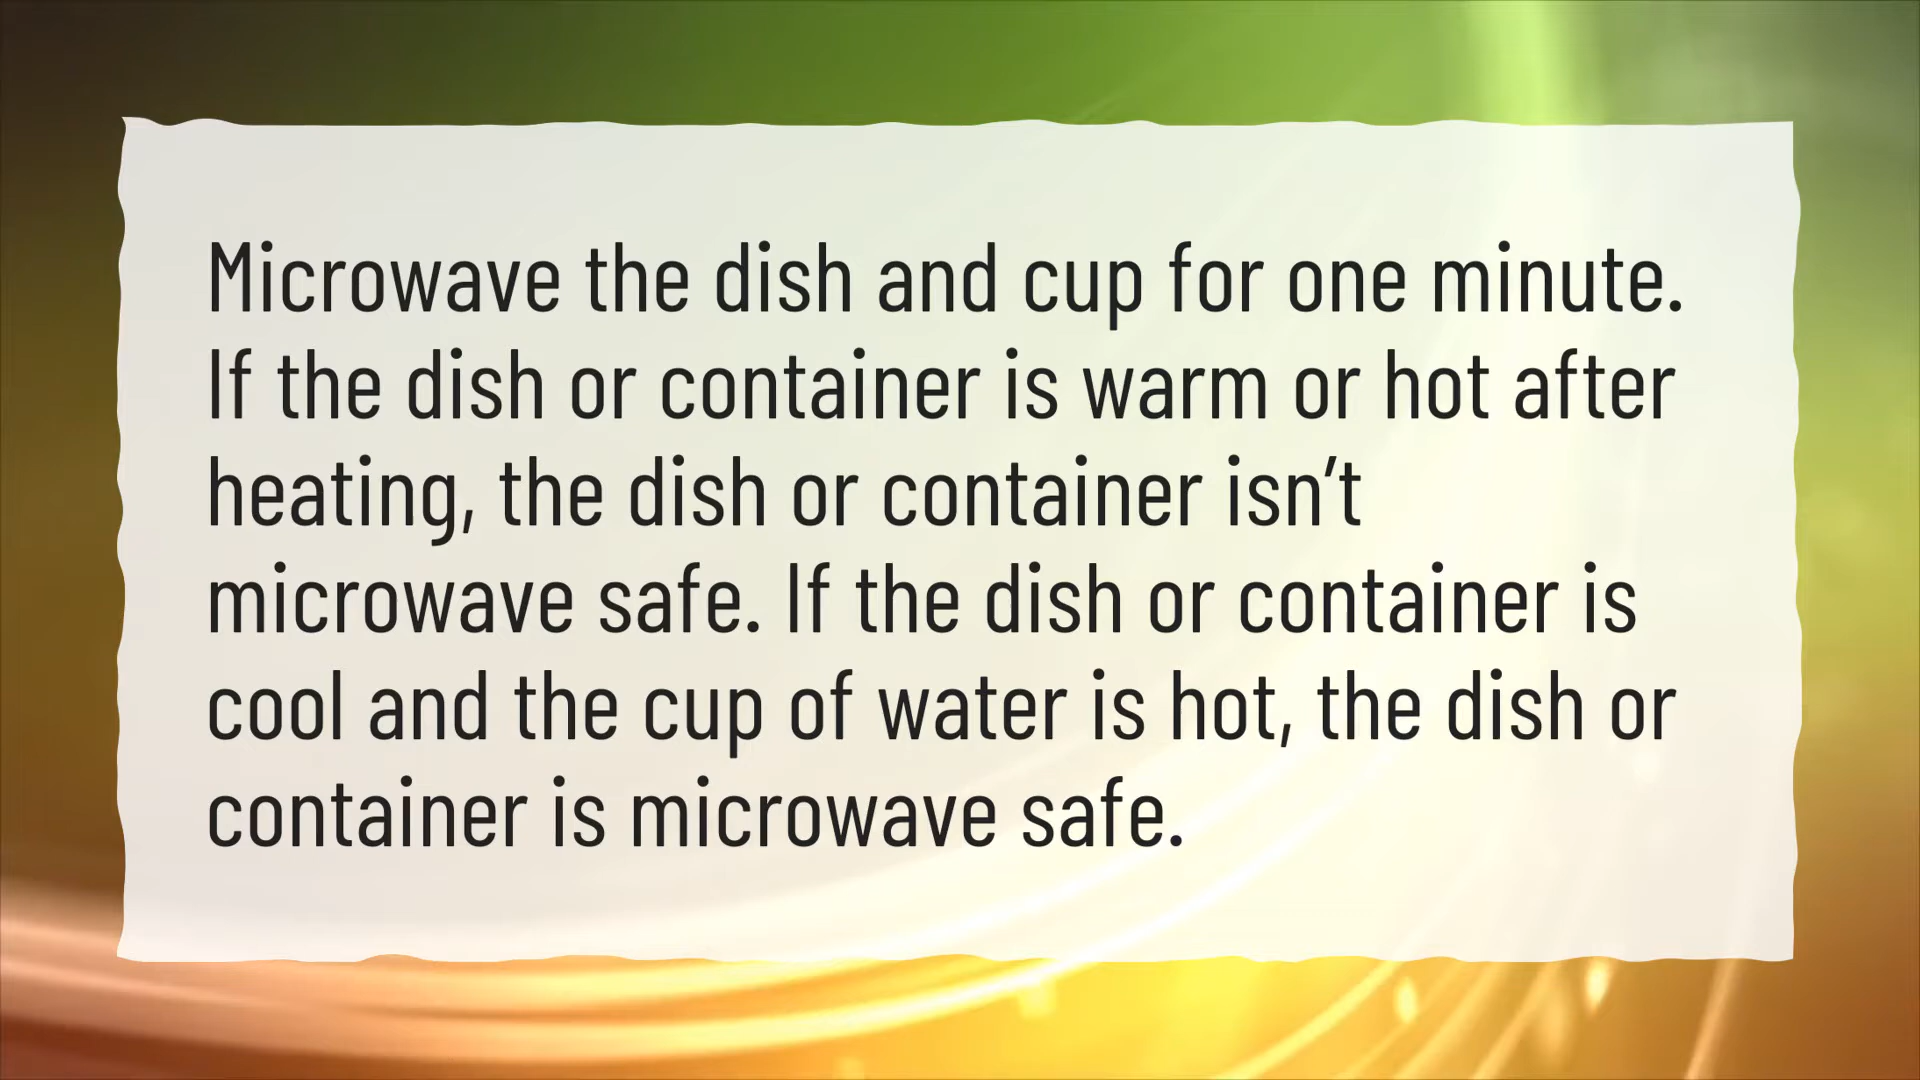 Microwave the dish and cup for one minute.
If the dish or container is warm or hot after
heating, the dish or container isn’t
microwave safe. If the dish or container is
cool and the cup of water is hot, the dish or
container is microwave safe.